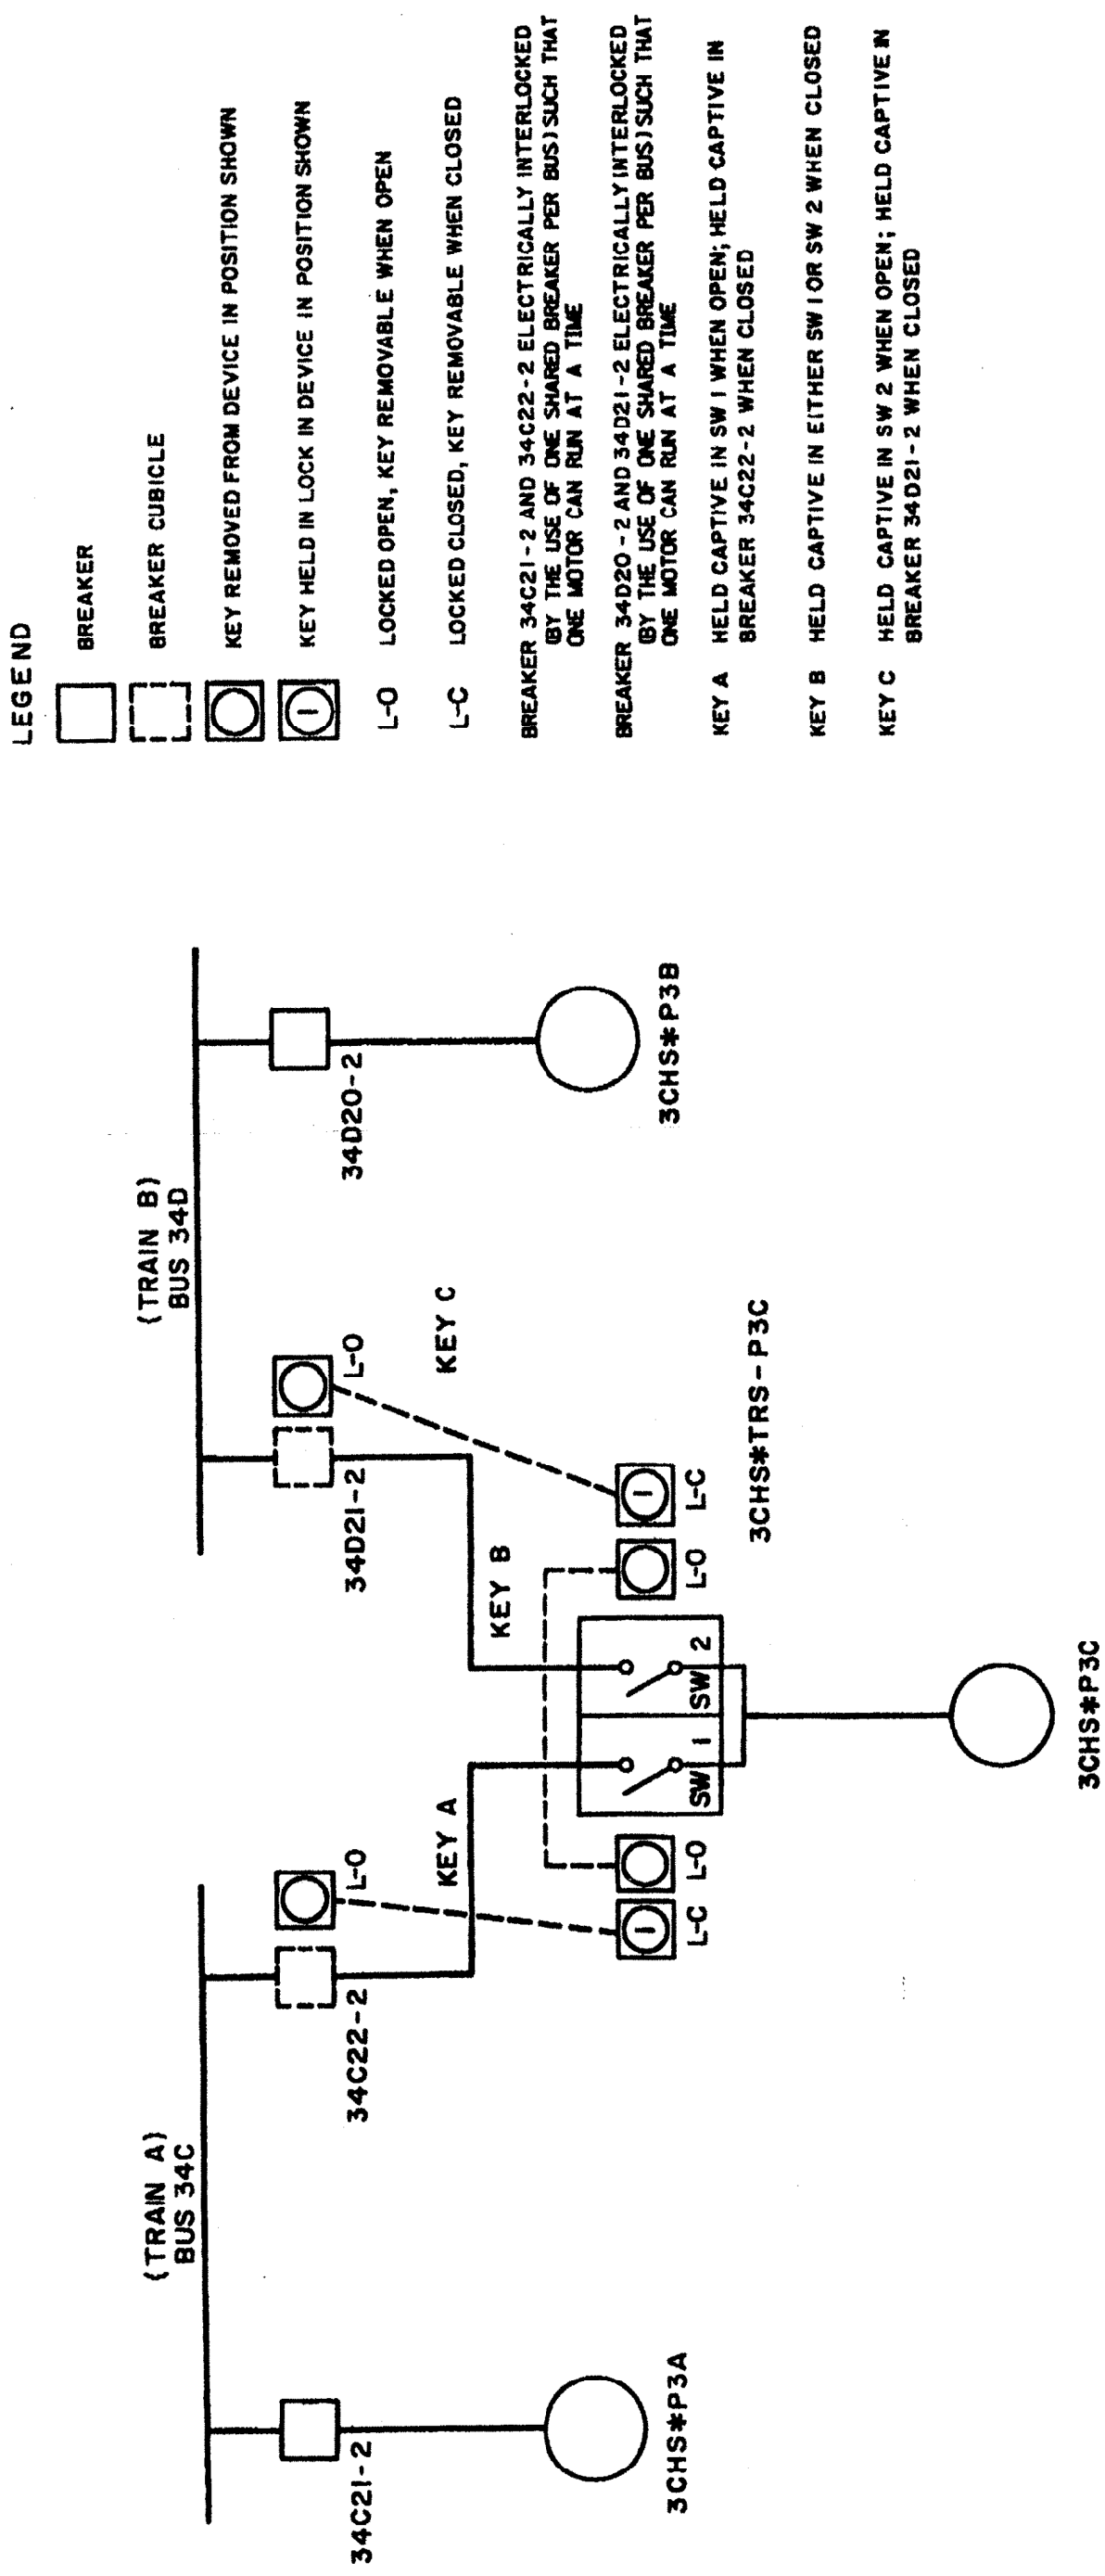 (TRAIN A)
BUS 34C
(TRAIN B)
BUS 34D
34C21-2
34C22-2
L-O
34D21-2
L-O
34D20-2
KEY A
KEY B
KEY C
L-C
L-O
SW 1
SW 2
L-O
L-C
3CHS*P3A
3CHS*TRS-P3C
3CHS*P3B
3CHS*P3C
LEGEND
BREAKER
BREAKER CUBICLE
KEY REMOVED FROM DEVICE IN POSITION SHOWN
KEY HELD IN LOCK IN DEVICE IN POSITION SHOWN
L-O LOCKED OPEN, KEY REMOVABLE WHEN OPEN
L-C LOCKED CLOSED, KEY REMOVABLE WHEN CLOSED
BREAKER 34C21-2 AND 34C22-2 ELECTRICALLY INTERLOCKED
(BY THE USE OF ONE SHARED BREAKER PER BUS) SUCH THAT
ONE MOTOR CAN RUN AT A TIME
BREAKER 34D20-2 AND 34D21-2 ELECTRICALLY INTERLOCKED
(BY THE USE OF ONE SHARED BREAKER PER BUS) SUCH THAT
ONE MOTOR CAN RUN AT A TIME
KEY A HELD CAPTIVE IN SW 1 WHEN OPEN; HELD CAPTIVE IN
BREAKER 34C22-2 WHEN CLOSED
KEY B HELD CAPTIVE IN EITHER SW 1 OR SW 2 WHEN CLOSED
KEY C HELD CAPTIVE IN SW 2 WHEN OPEN; HELD CAPTIVE IN
BREAKER 34D21-2 WHEN CLOSED